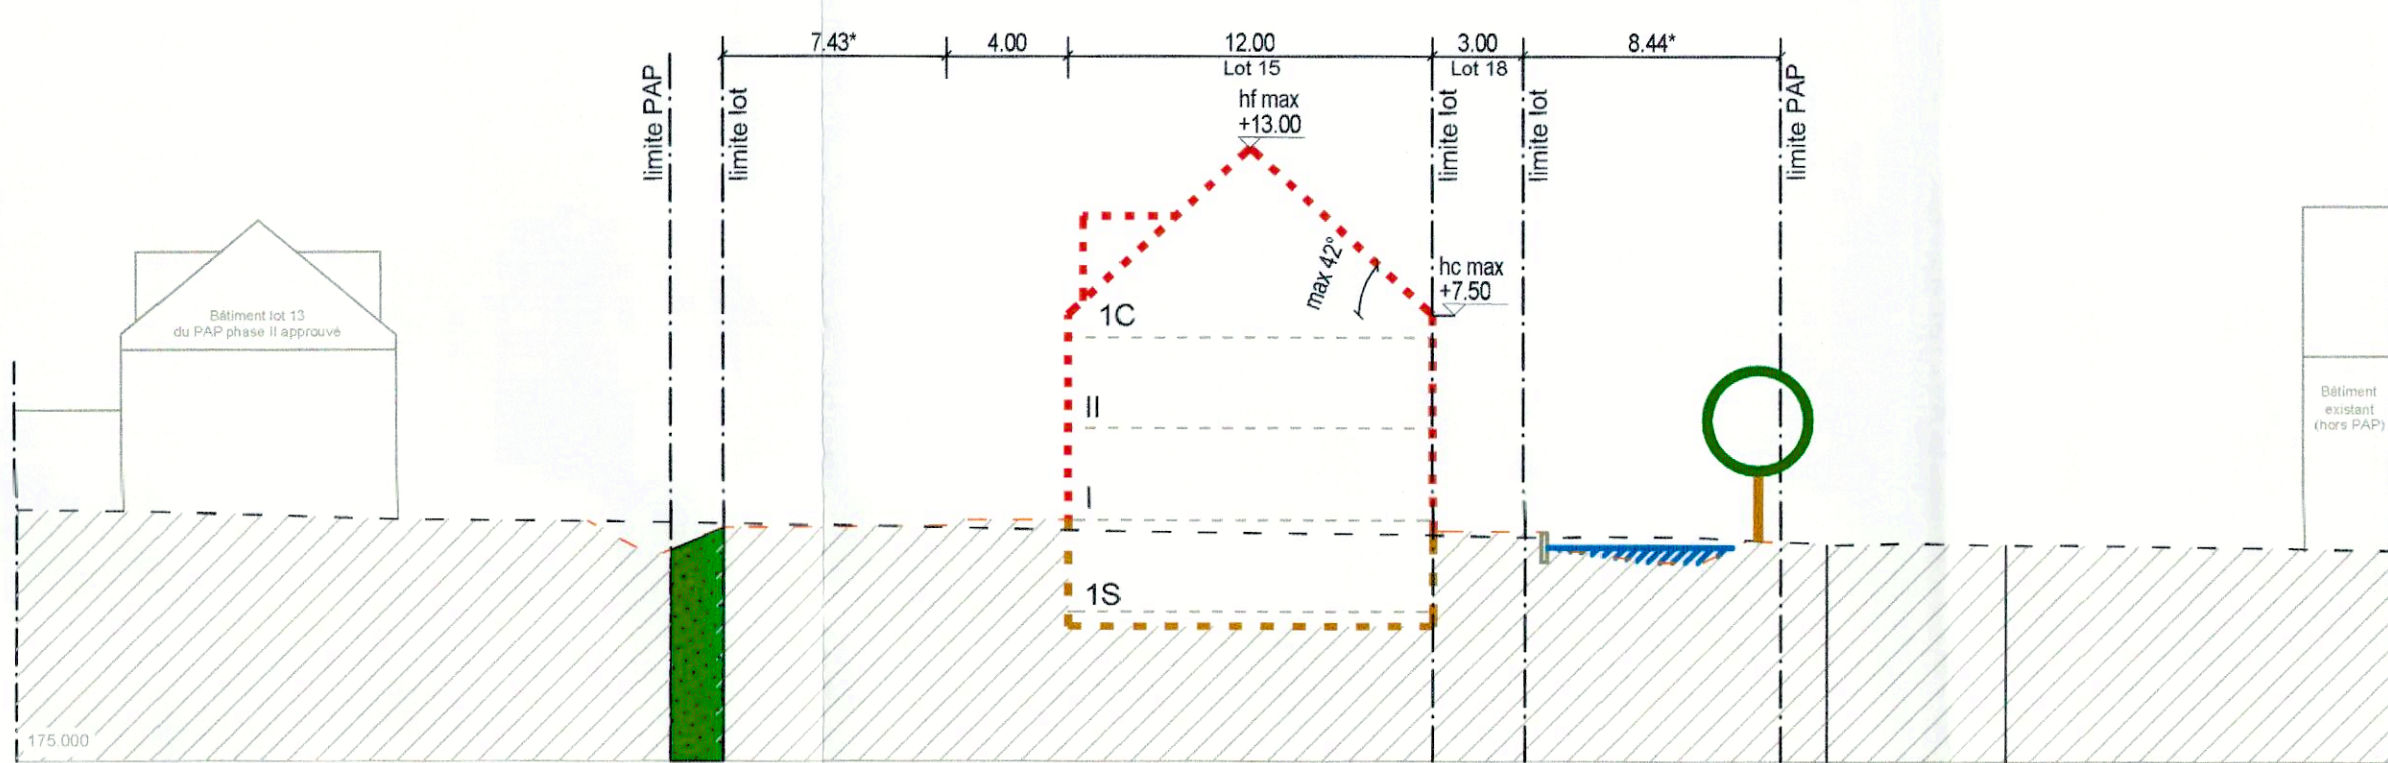 7.43*
4.00
12.00
3.00
8.44*
Lot 15
Lot 18
limite PAP
limite lot
hf max
+13.00
limite lot
limite lot
limite PAP
max 42°
hc max
+7.50
1C
II
I
1S
Bâtiment lot 13
du PAP phase II approuvé
Bâtiment
existant
(hors PAP)
175.000